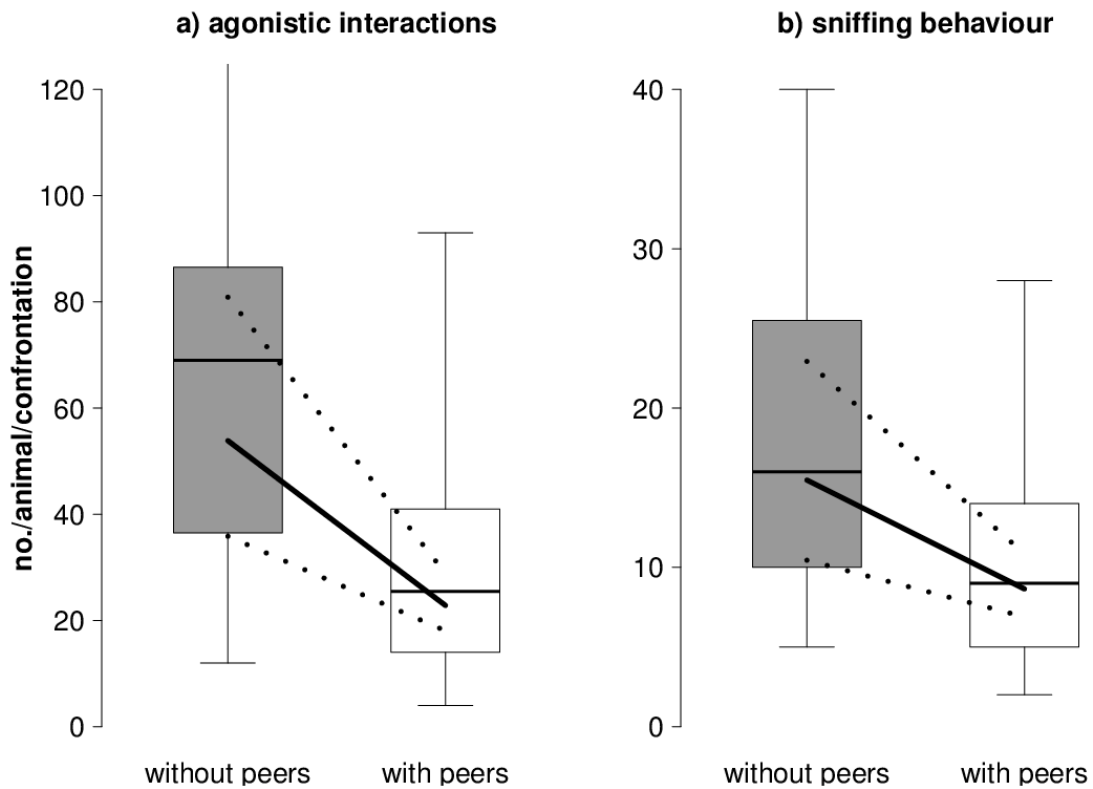 a) agonistic interactions
b) sniffing behaviour
no./animal/confrontation
120
100
80
60
40
20
0
without peers
with peers
40
30
20
10
0
without peers
with peers